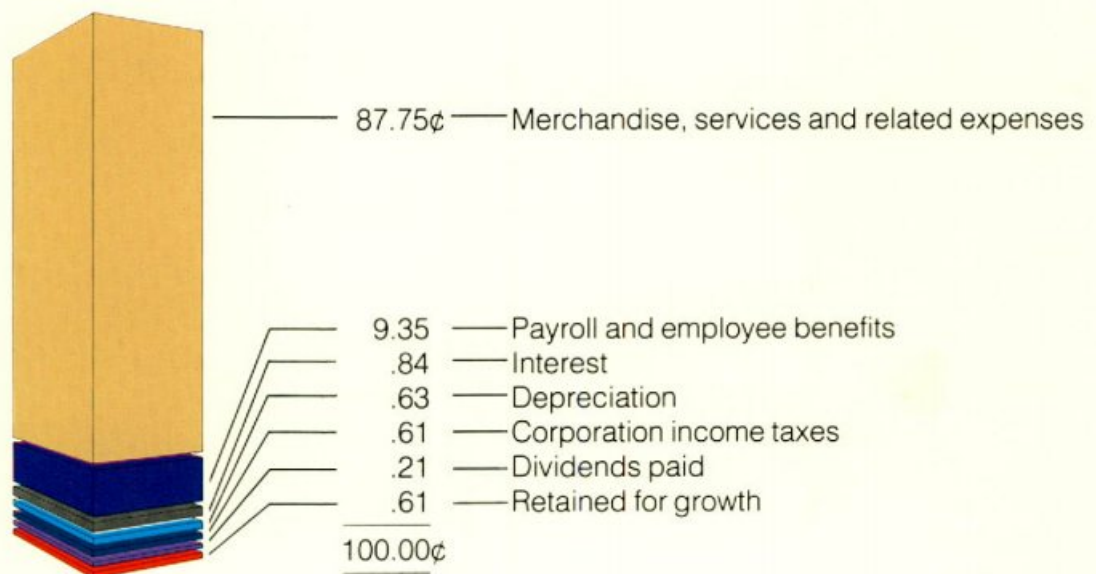 87.75¢ Merchandise, services and related expenses
9.35 Payroll and employee benefits
.84 Interest
.63 Depreciation
.61 Corporation income taxes
.21 Dividends paid
.61 Retained for growth
100.00¢